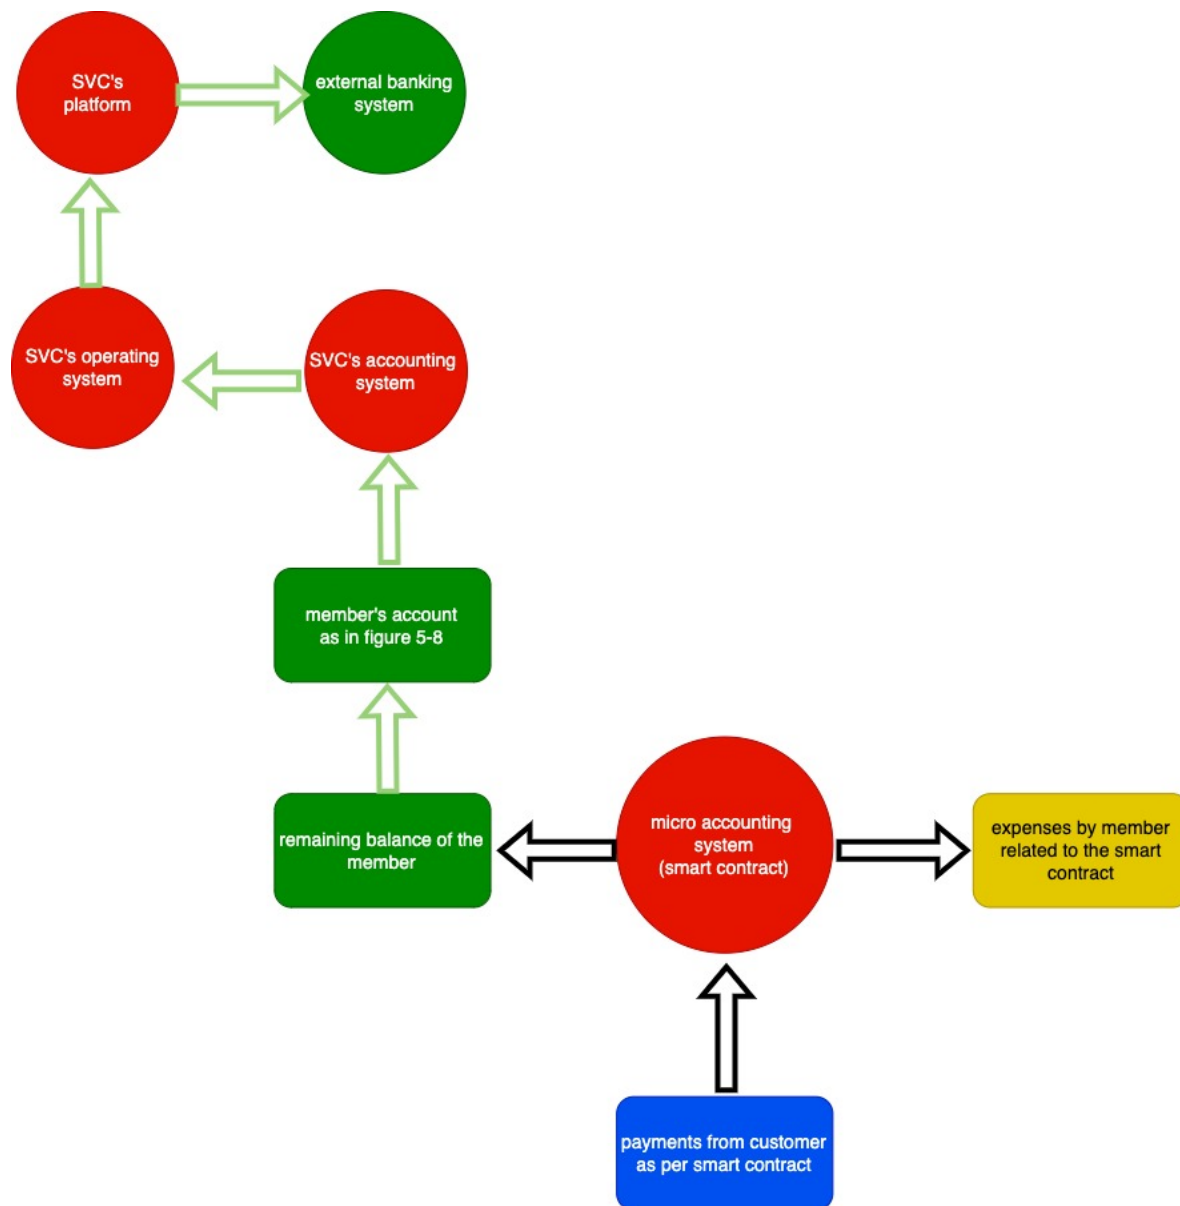 SVC's
platform
external banking
system
SVC's operating
system
SVC's accounting
system
member's account
as in figure 5-8
remaining balance of the
member
micro accounting
system
(smart contract)
expenses by member
related to the smart
contract
payments from customer
as per smart contract